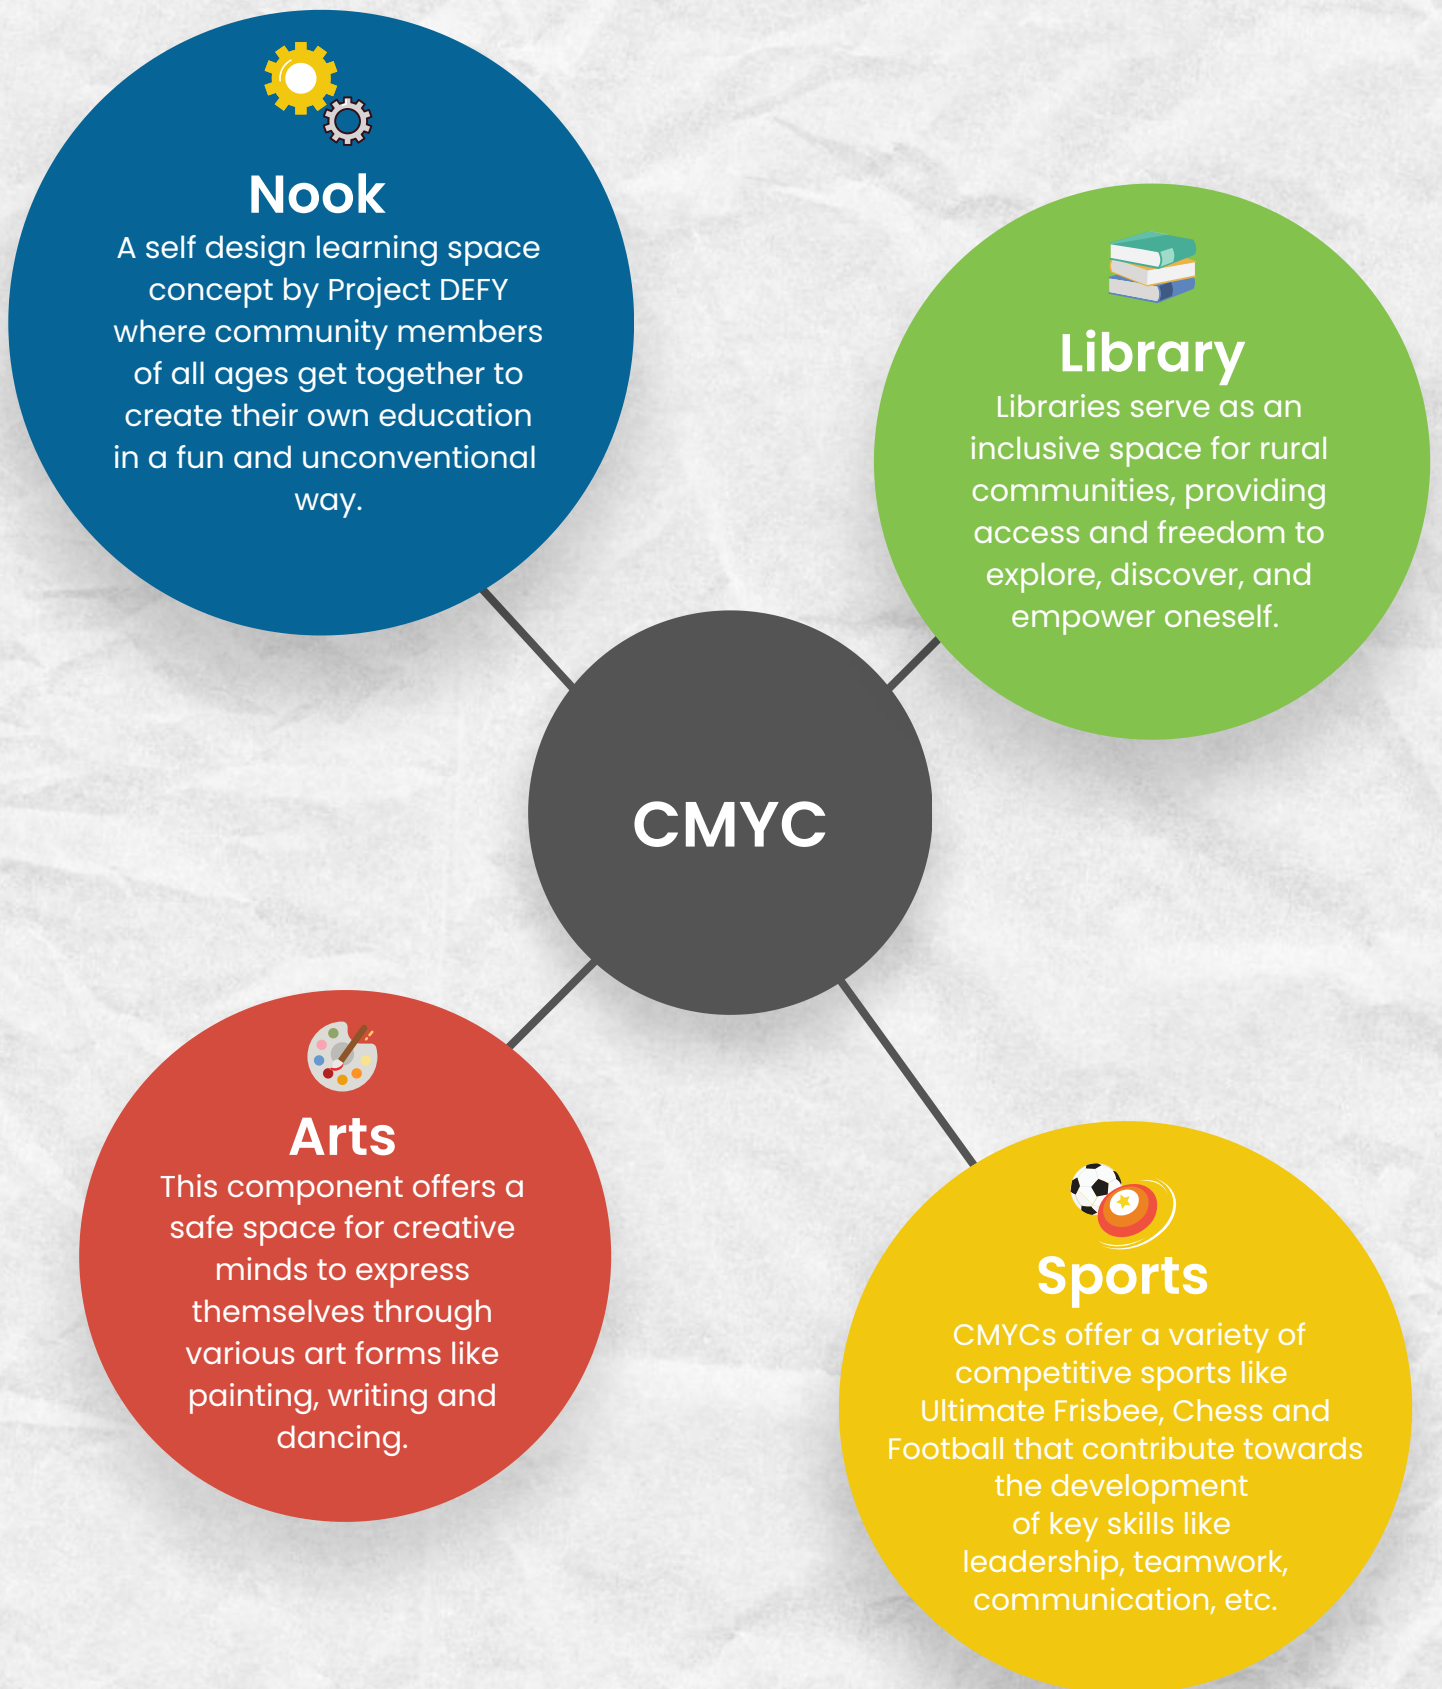 Nook
A self design learning space
concept by Project DEFY
where community members
of all ages get together to
create their own education
in a fun and unconventional
way.
Library
Libraries serve as an
inclusive space for rural
communities, providing
access and freedom to
explore, discover, and
empower oneself.
CMYC
Arts
This component offers a
safe space for creative
minds to express
themselves through
various art forms like
painting, writing and
dancing.
Sports
CMYCs offer a variety of
competitive sports like
Ultimate Frisbee, Chess and
Football that contribute towards
the development
of key skills like
leadership, teamwork,
communication, etc.